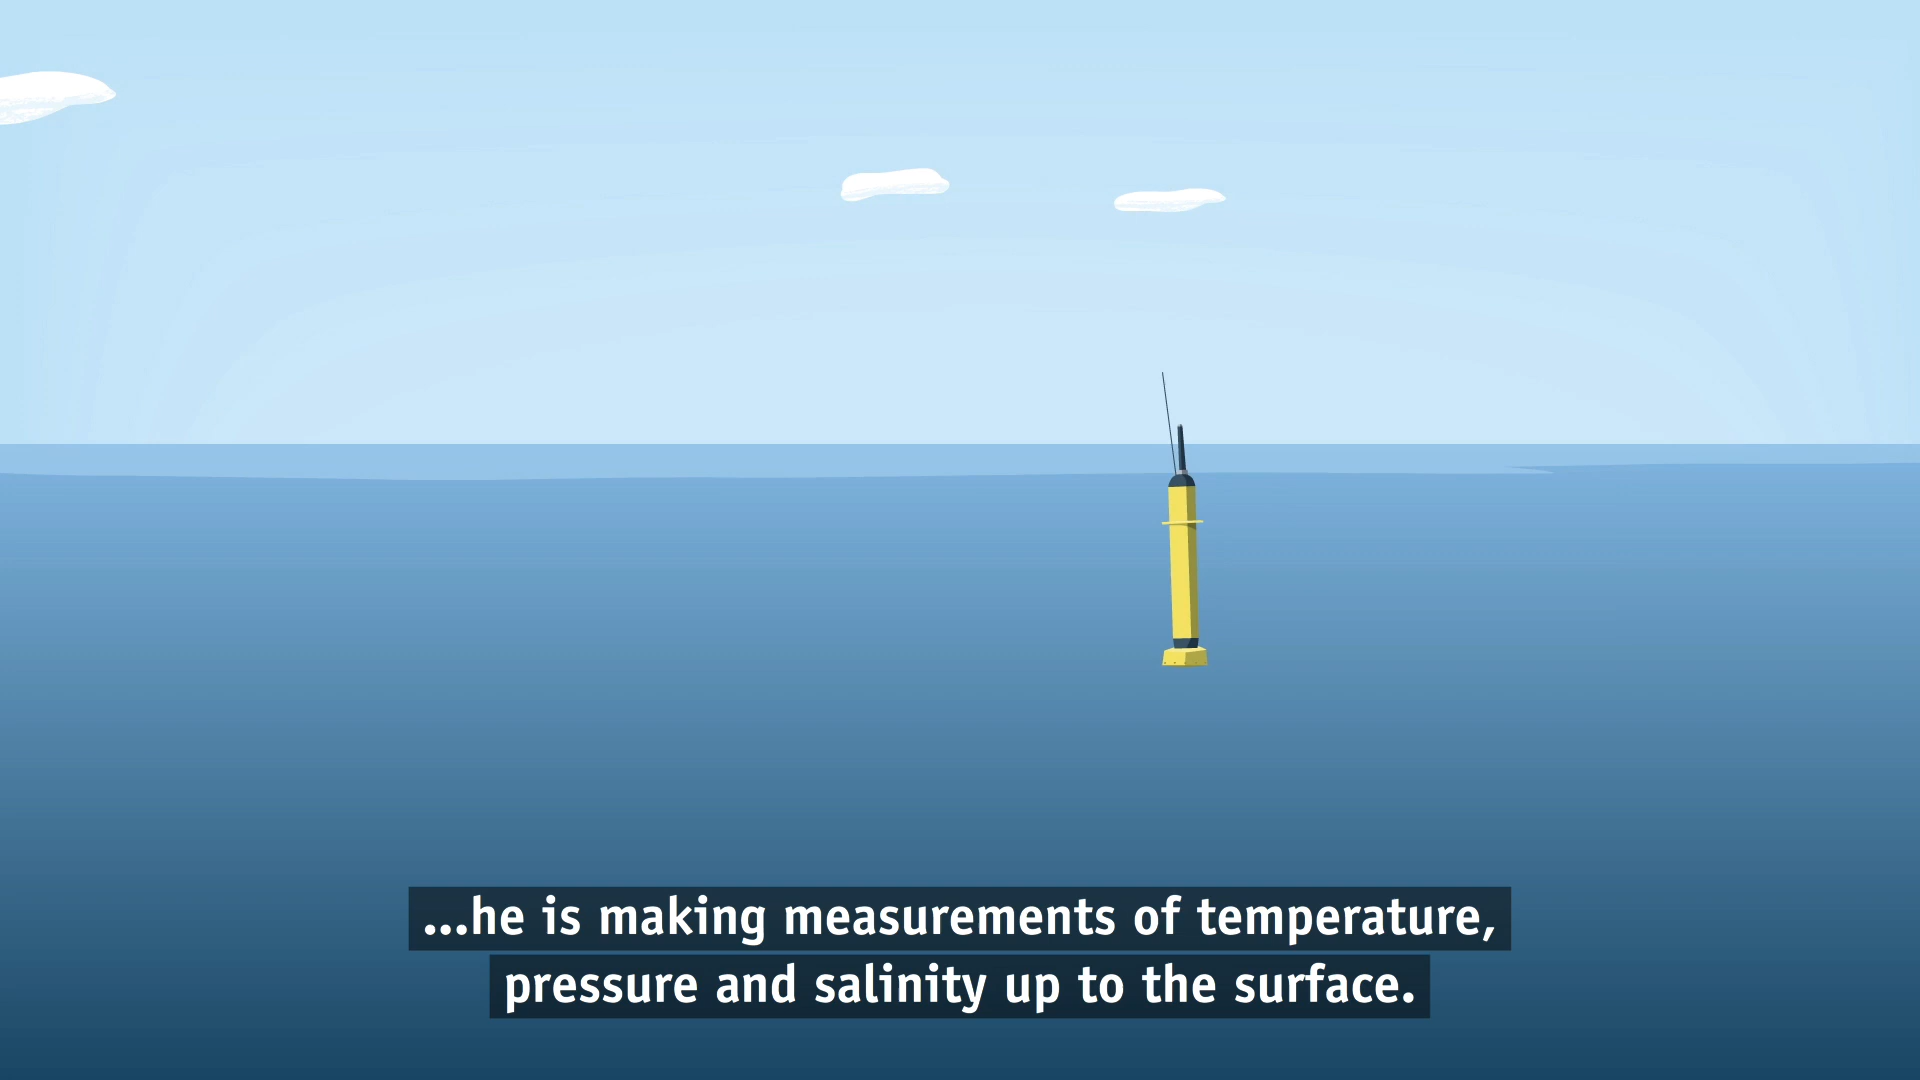 ...he is making measurements of temperature,
pressure and salinity up to the surface.